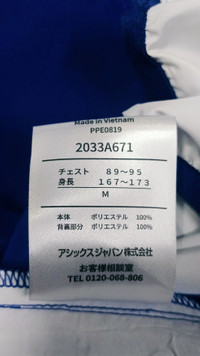 Made in Vietnam
PPE0819
2033A671
チェスト 89～95
身長 167～173
M
本体 ポリエステル 100%
背裏部分 ポリエステル 100%
アシックスジャパン株式会社
お客様相談室
TEL 0120-068-806